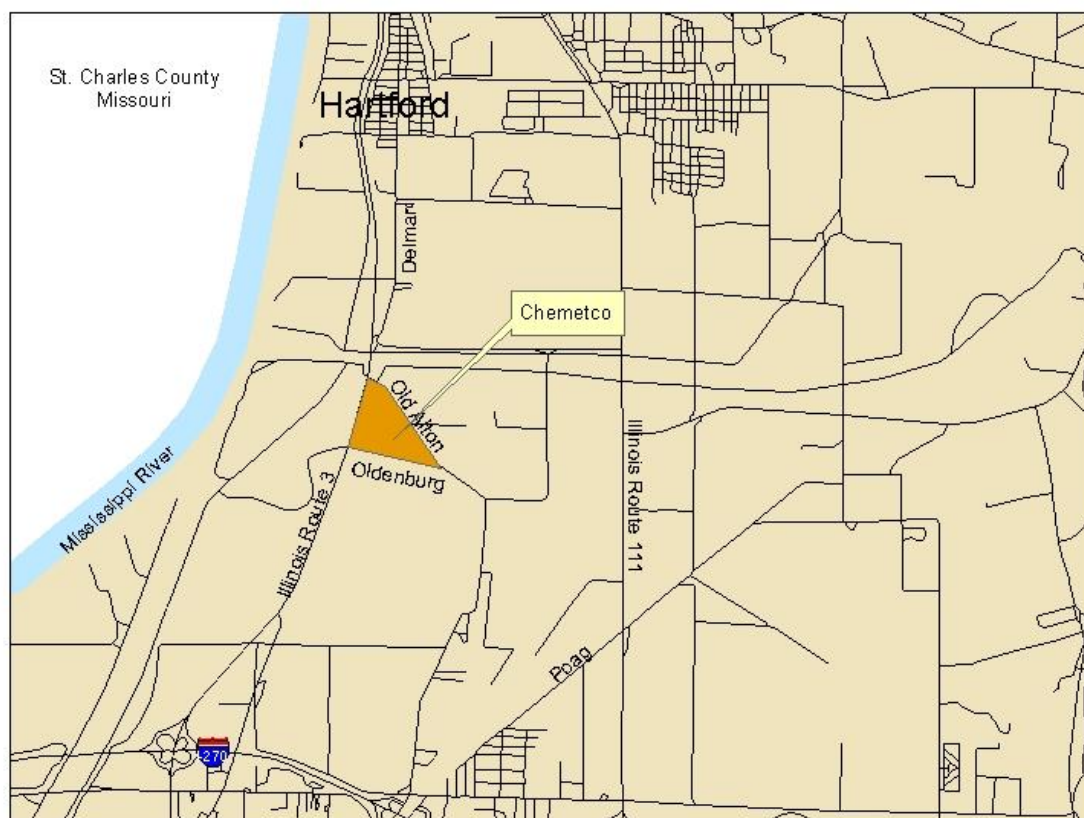 St. Charles County
Missouri
Hartford
Delmar
Chemetco
Old Alton
Oldenburg
Illinois Route 3
Illinois Route 111
Mississippi River
Poag
-270